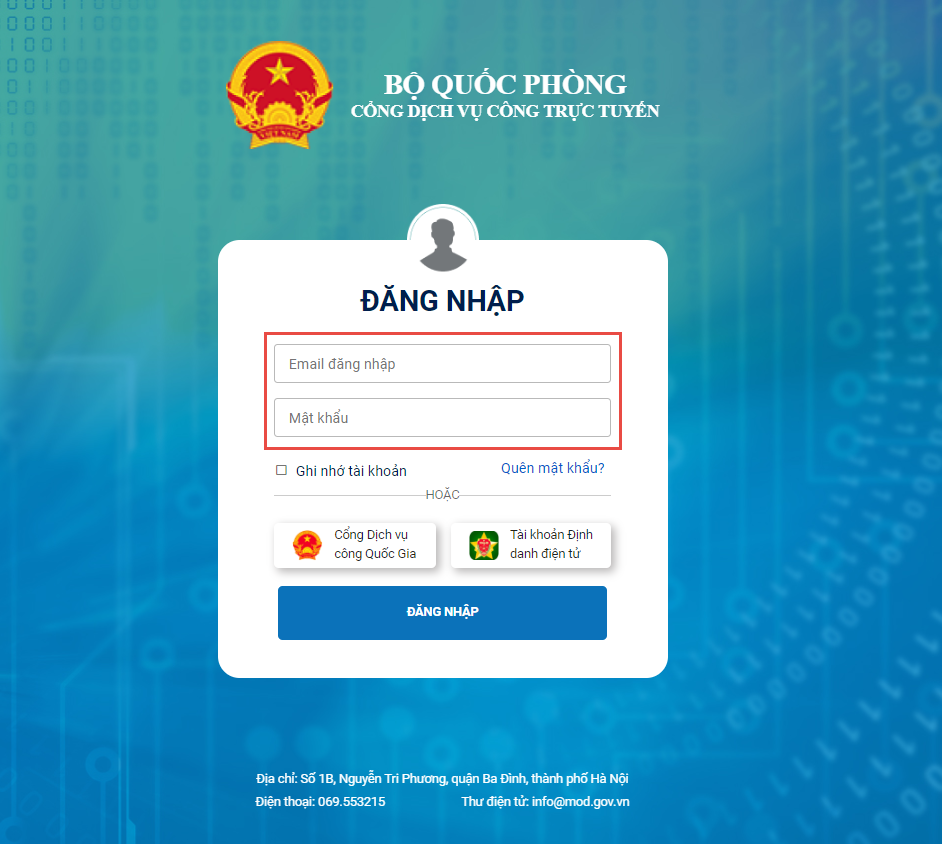 BỘ QUỐC PHÒNG
CỔNG DỊCH VỤ CÔNG TRỰC TUYẾN
ĐĂNG NHẬP
Email đăng nhập
Mật khẩu
Ghi nhớ tài khoản
Quên mật khẩu?
HOẶC
Cổng Dịch vụ
công Quốc Gia
Tài khoản Định
danh điện tử
ĐĂNG NHẬP
Địa chỉ: Số 1B, Nguyễn Tri Phương, quận Ba Đình, thành phố Hà Nội
Điện thoại: 069.553215
Thư điện tử: info@mod.gov.vn